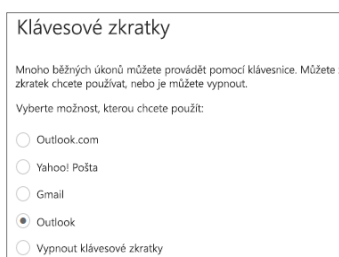 Klávesové zkratky
Mnoho běžných úkonů můžete provádět pomocí klávesnice. Můžete
zkratek chcete používat, nebo je můžete vypnout.
Vyberte možnost, kterou chcete použít:
Outlook.com
Yahoo! Pošta
Gmail
Outlook
Vypnout klávesové zkratky